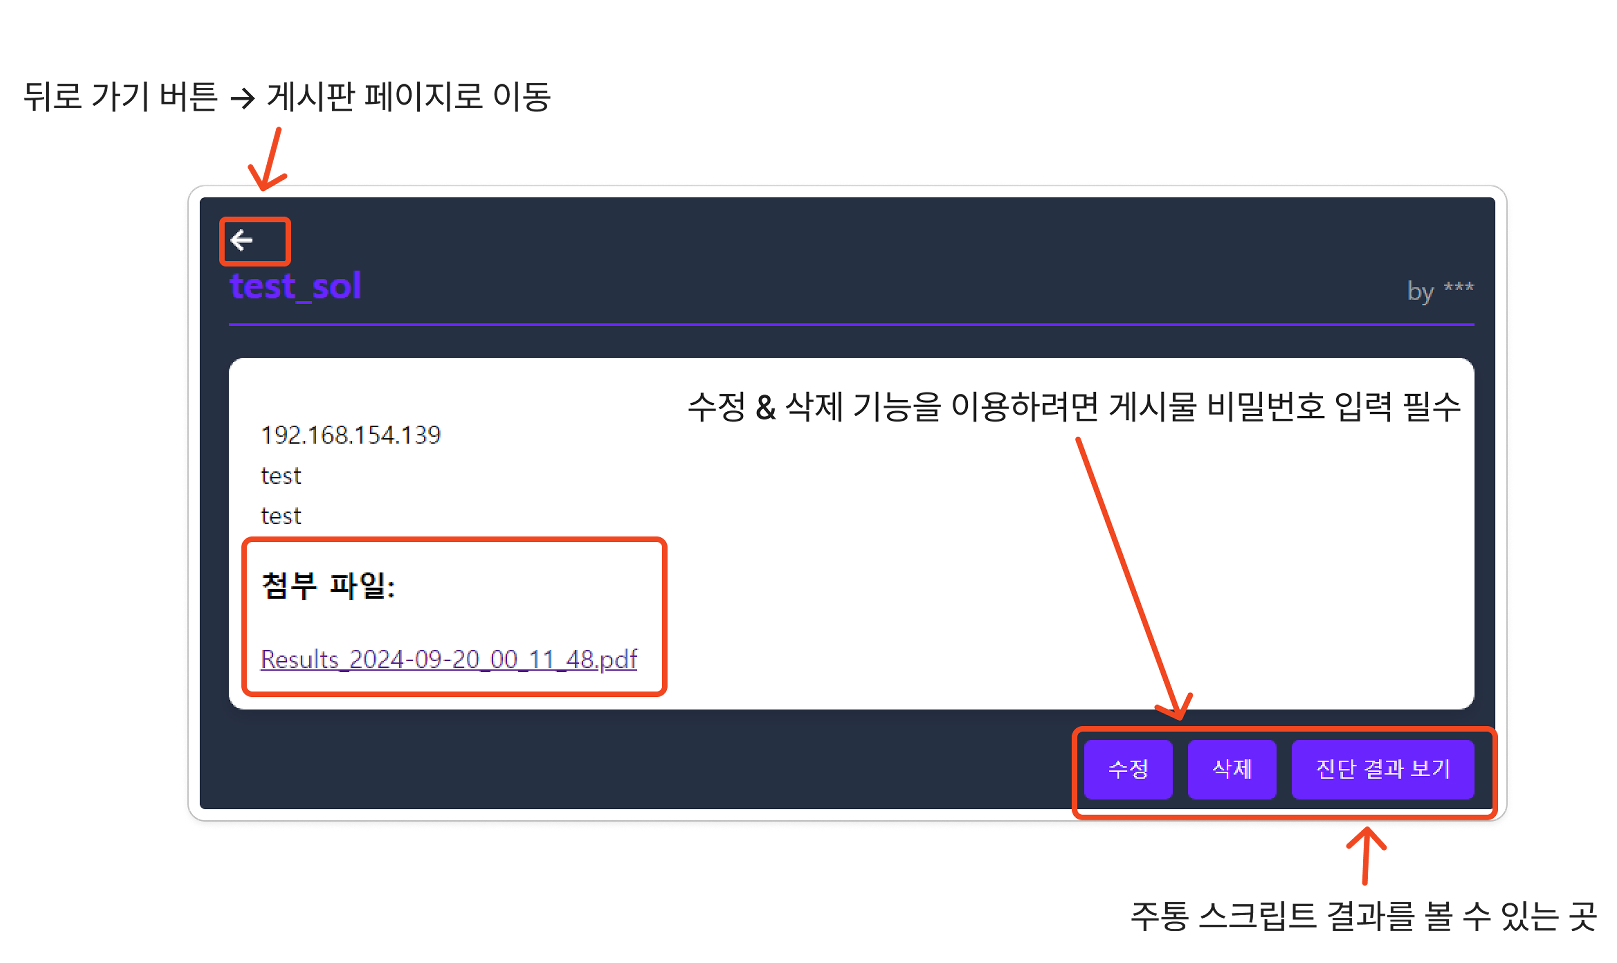 뒤로 가기 버튼 → 게시판 페이지로 이동
←
test_sol
by ***
수정 & 삭제 기능을 이용하려면 게시물 비밀번호 입력 필수
192.168.154.139
test
test
첨부 파일:
Results_2024-09-20_00_11_48.pdf
수정 삭제 진단 결과 보기
주통 스크립트 결과를 볼 수 있는 곳